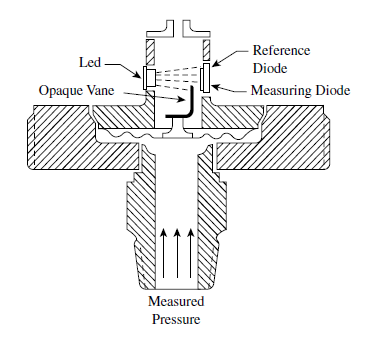 Reference
Diode
Led
Opaque Vane
Measuring Diode
Measured
Pressure